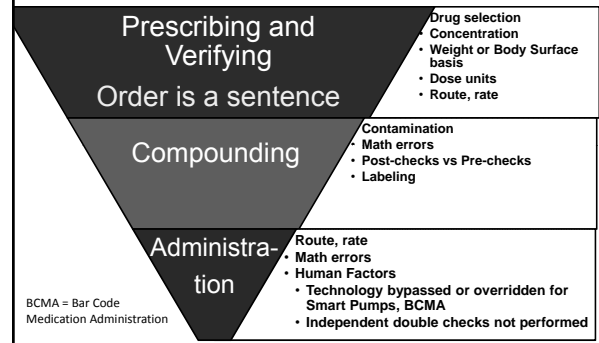 Prescribing and
Verifying
Order is a sentence
Drug selection
• Concentration
• Weight or Body Surface
basis
• Dose units
• Route, rate
Compounding
Contamination
• Math errors
• Post-checks vs Pre-checks
• Labeling
Administra-
tion
Route, rate
• Math errors
• Human Factors
• Technology bypassed or overridden for
Smart Pumps, BCMA
• Independent double checks not performed
BCMA = Bar Code
Medication Administration